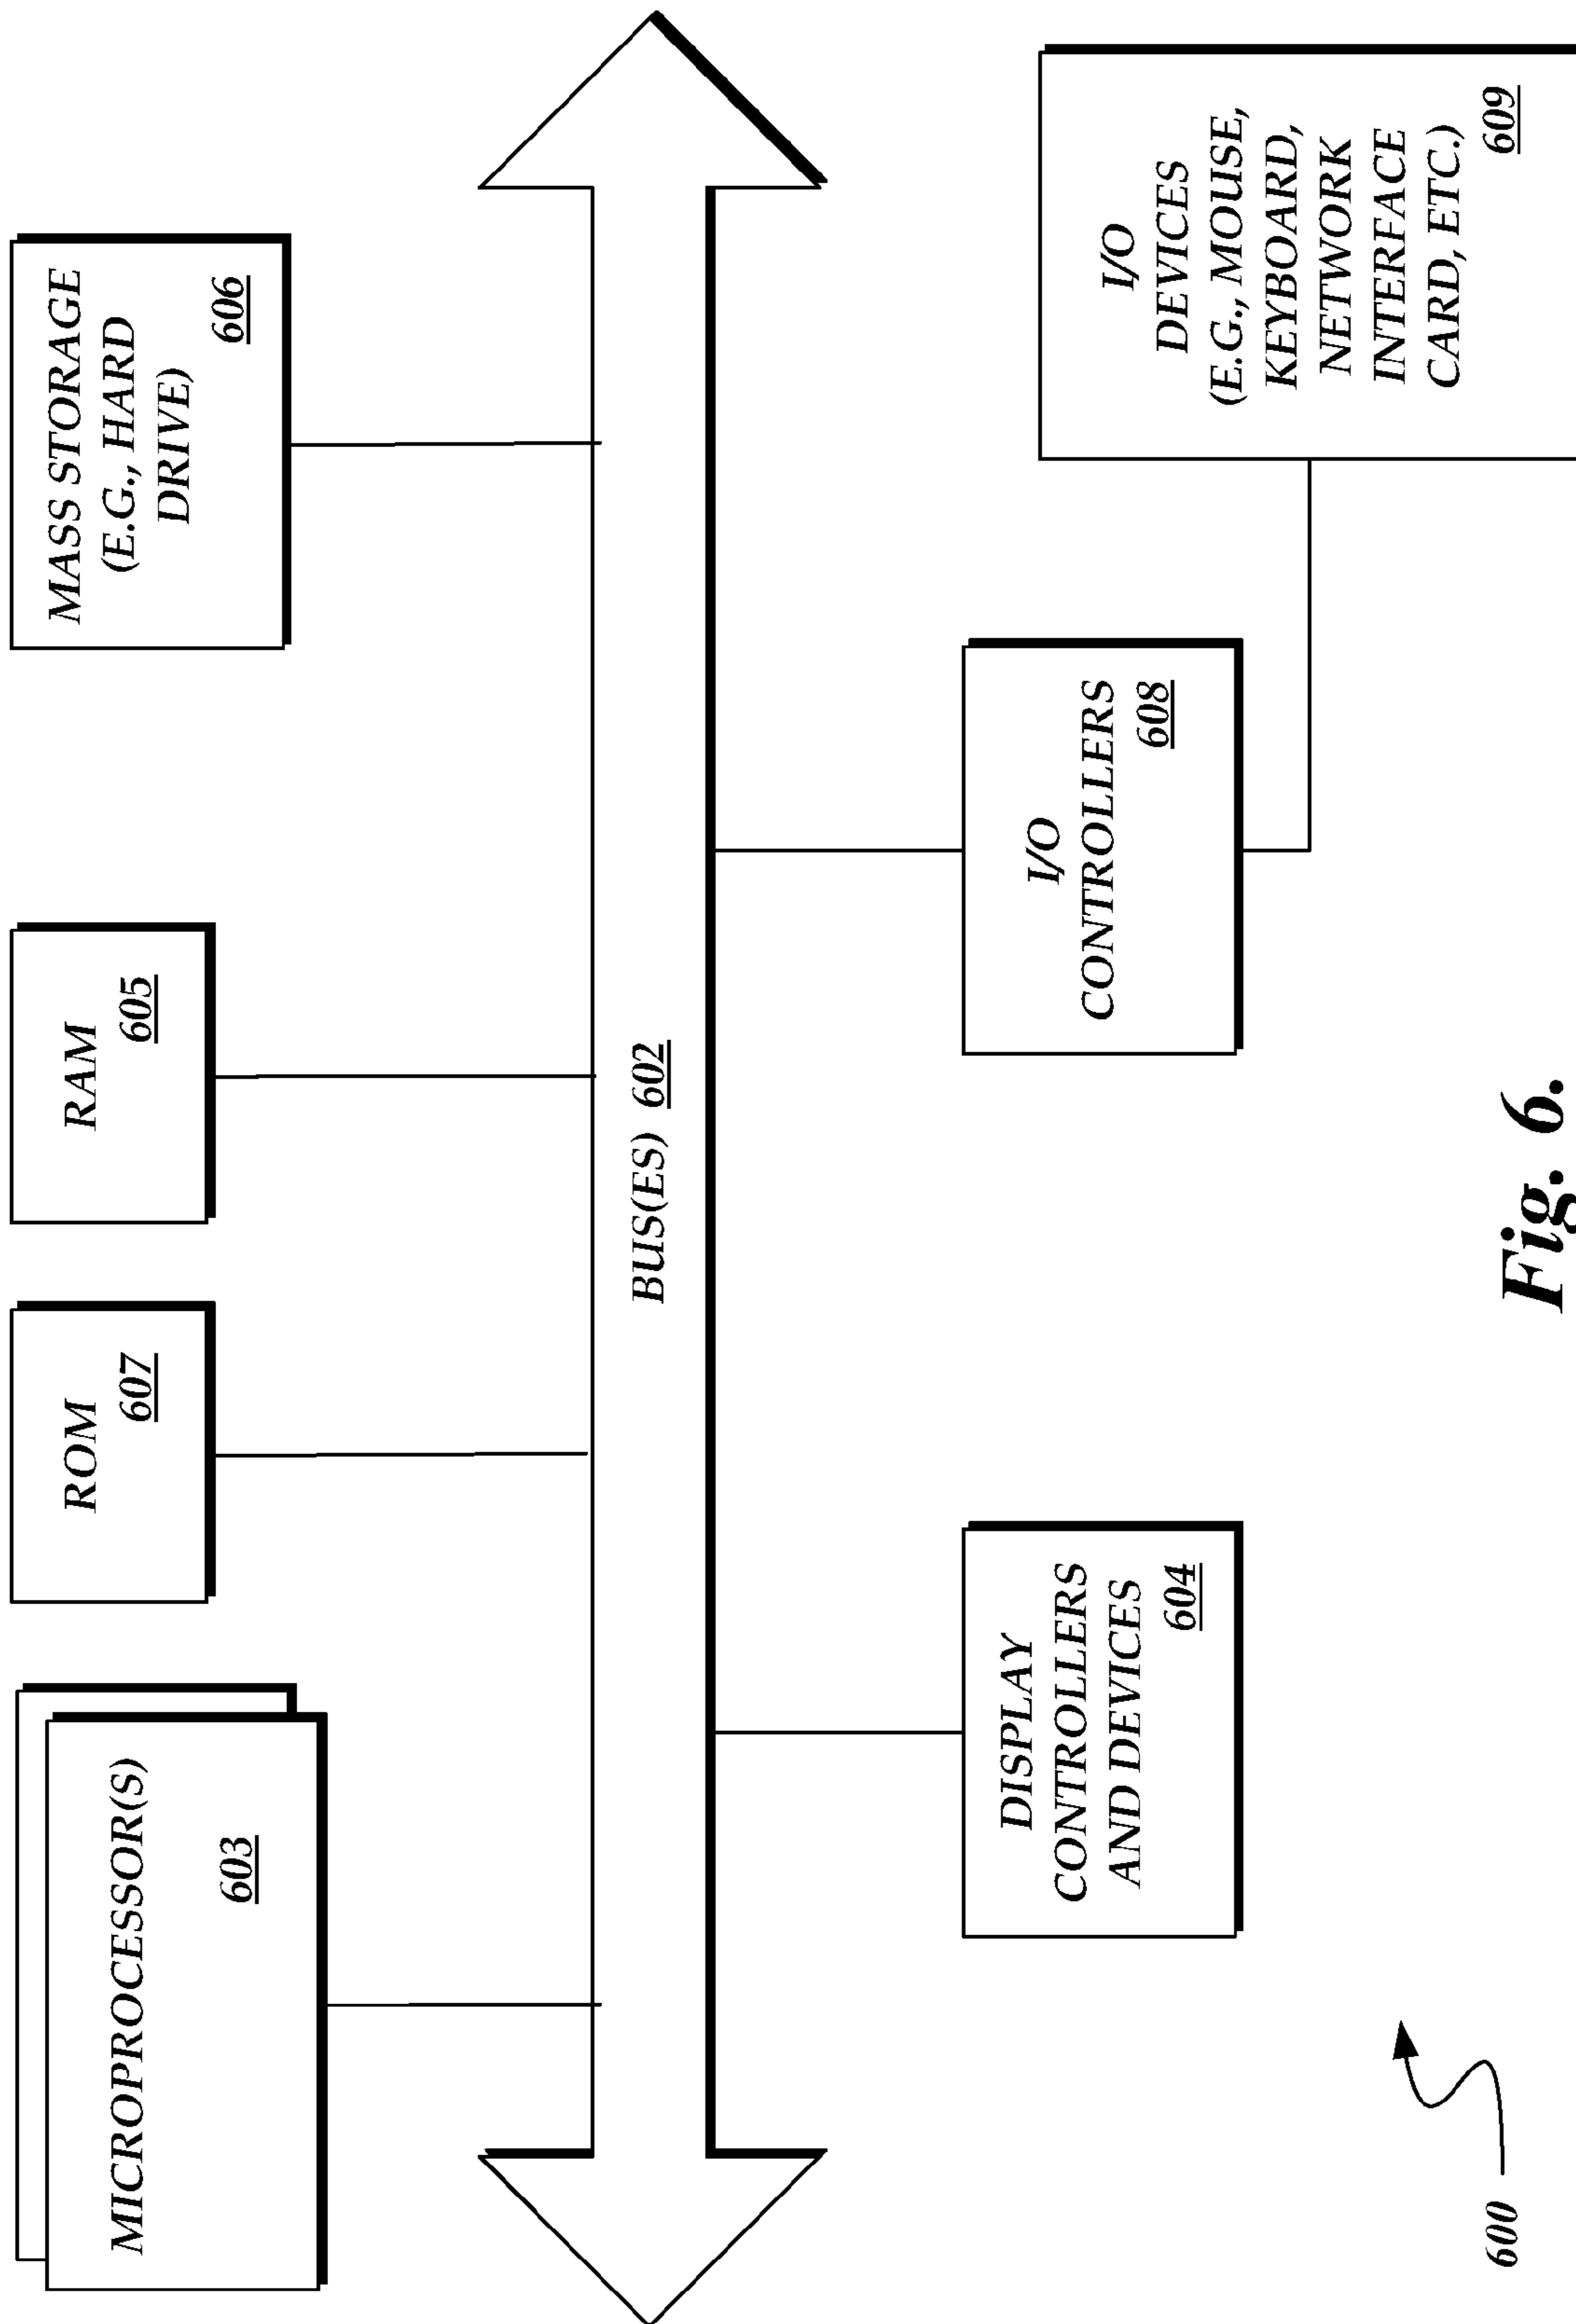 MICROPROCESSOR(S)
603
ROM
607
RAM
605
MASS STORAGE
(E.G., HARD
DRIVE)
606
BUS(ES) 602
DISPLAY
CONTROLLERS
AND DEVICES
604
I/O
CONTROLLERS
608
I/O
DEVICES
(E.G., MOUSE,
KEYBOARD,
NETWORK
INTERFACE
CARD, ETC.)
609
600
Fig. 6.